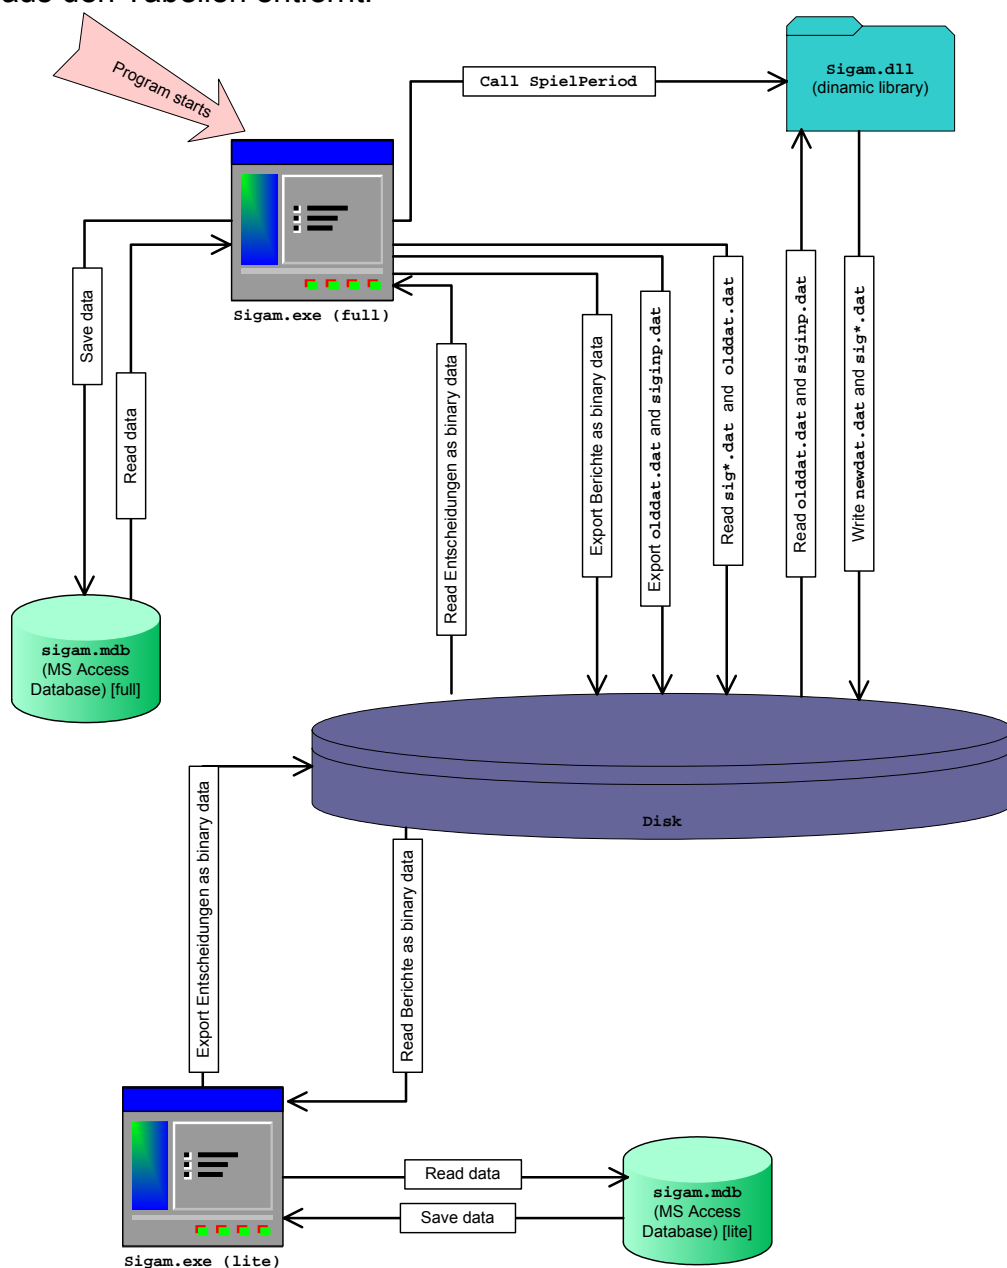 aus den Tabellen entfernt.
Program starts
Call SpielPeriod
Sigam.dll
(dinamic library)
Sigam.exe (full)
Save data
Read data
Read Entscheidungen as binary data
Export Berichte as binary data
Export olddat.dat and siginp.dat
Read sig*.dat and olddat.dat
Read olddat.dat and siginp.dat
Write newdat.dat and sig*.dat
sigam.mdb
(MS Access
Database) [full]
Disk
Export Entscheidungen as binary data
Read Berichte as binary data
Sigam.exe (lite)
Read data
Save data
sigam.mdb
(MS Access
Database) [lite]